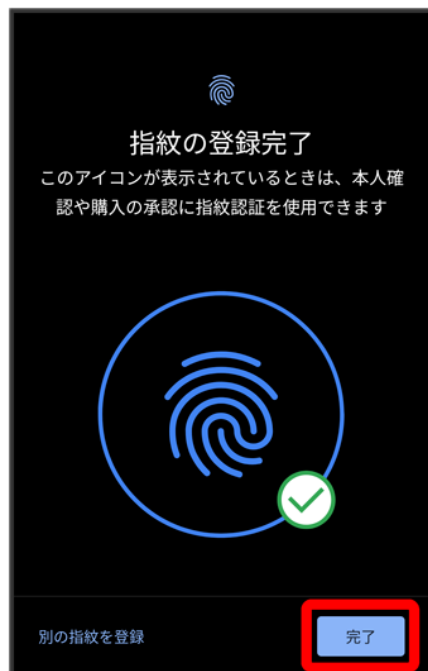 指紋の登録完了
このアイコンが表示されているときは、本人確
認や購入の承認に指紋認証を使用できます
別の指紋を登録
完了